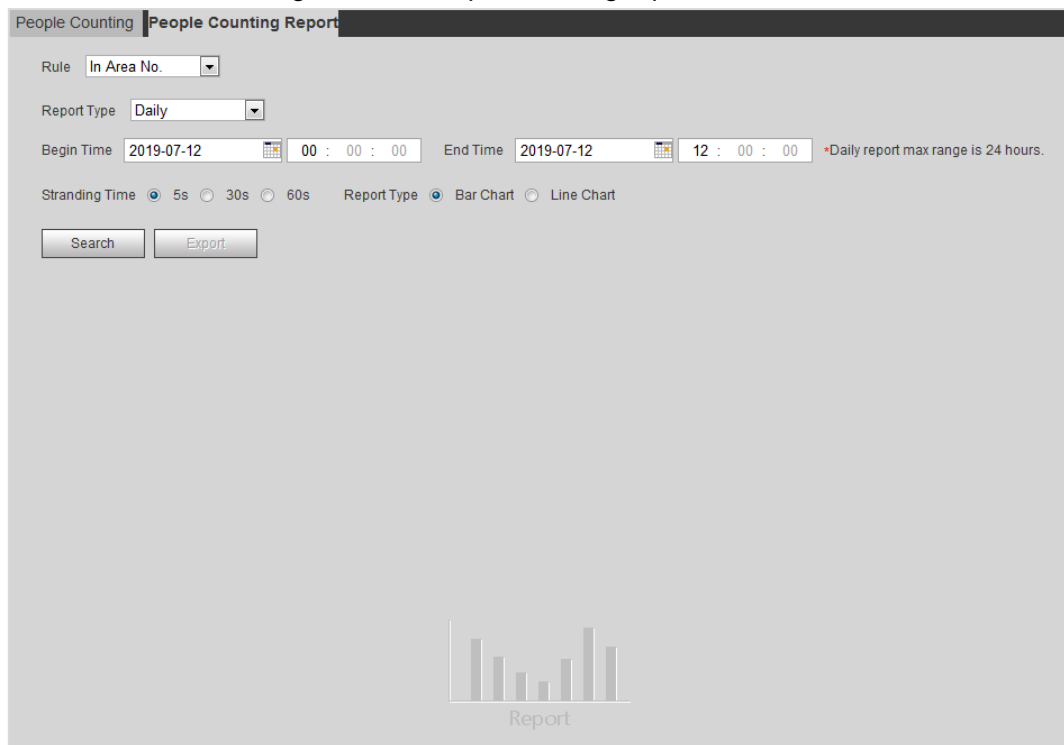 People Counting People Counting Report
Rule In Area No.
Report Type Daily
Begin Time 2019-07-12 00 : 00 : 00 End Time 2019-07-12 12 : 00 : 00 *Daily report max range is 24 hours.
Stranding Time 5s 30s 60s Report Type Bar Chart Line Chart
Search Export
Report